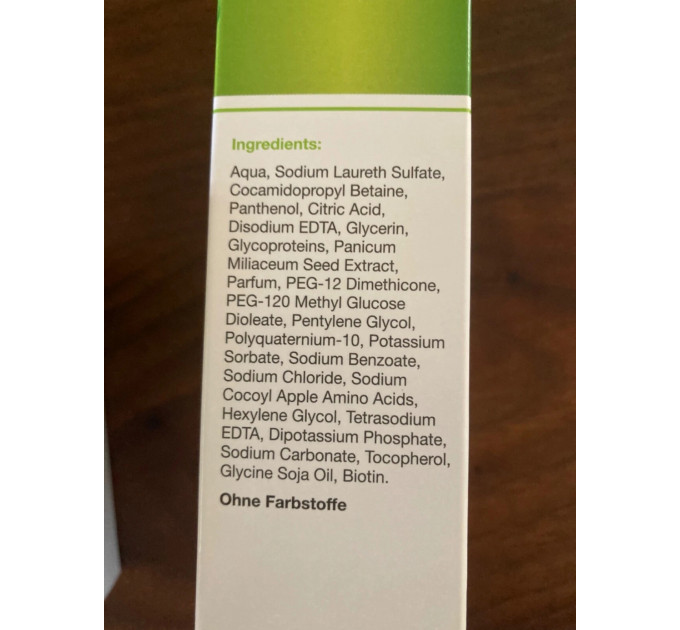 Ingredients:
Aqua, Sodium Laureth Sulfate,
Cocamidopropyl Betaine,
Panthenol, Citric Acid,
Disodium EDTA, Glycerin,
Glycoproteins, Panicum
Miliaceum Seed Extract,
Parfum, PEG-12 Dimethicone,
PEG-120 Methyl Glucose
Dioleate, Pentylene Glycol,
Polyquaternium-10, Potassium
Sorbate, Sodium Benzoate,
Sodium Chloride, Sodium
Cocoyl Apple Amino Acids,
Hexylene Glycol, Tetrasodium
EDTA, Dipotassium Phosphate,
Sodium Carbonate, Tocopherol,
Glycine Soja Oil, Biotin.
Ohne Farbstoffe